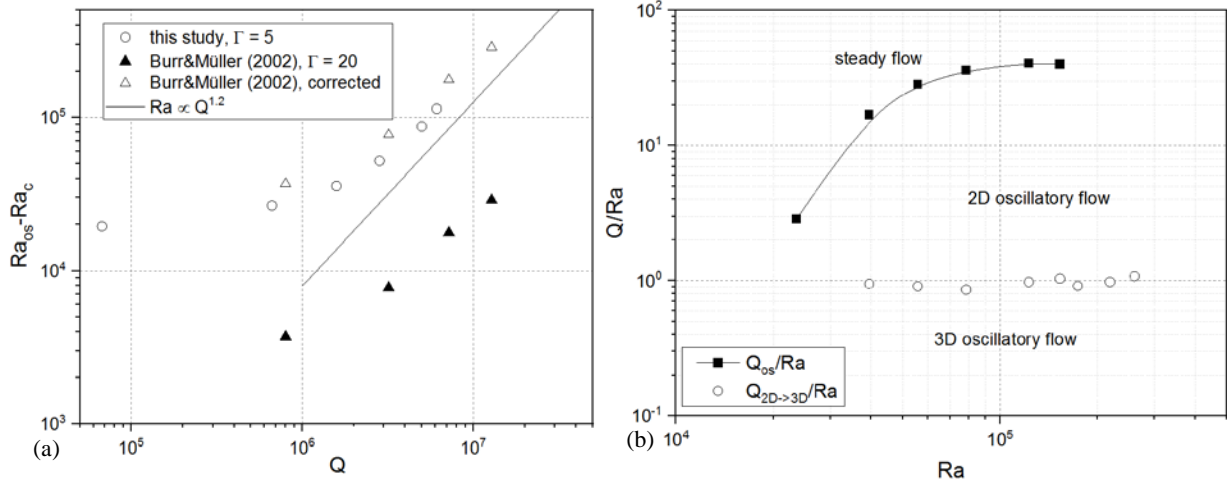 this study, Γ = 5
Burr&Müller (2002), Γ = 20
Burr&Müller (2002), corrected
Ra ∝ Q^1.2
10^5
10^4
10^3
Ra_os-Ra_c
10^5
10^6
10^7
Q
(a)
10^2
10^1
10^0
10^-1
Q/Ra
steady flow
2D oscillatory flow
3D oscillatory flow
Q_os/Ra
Q_2D->3D/Ra
10^4
10^5
Ra
(b)